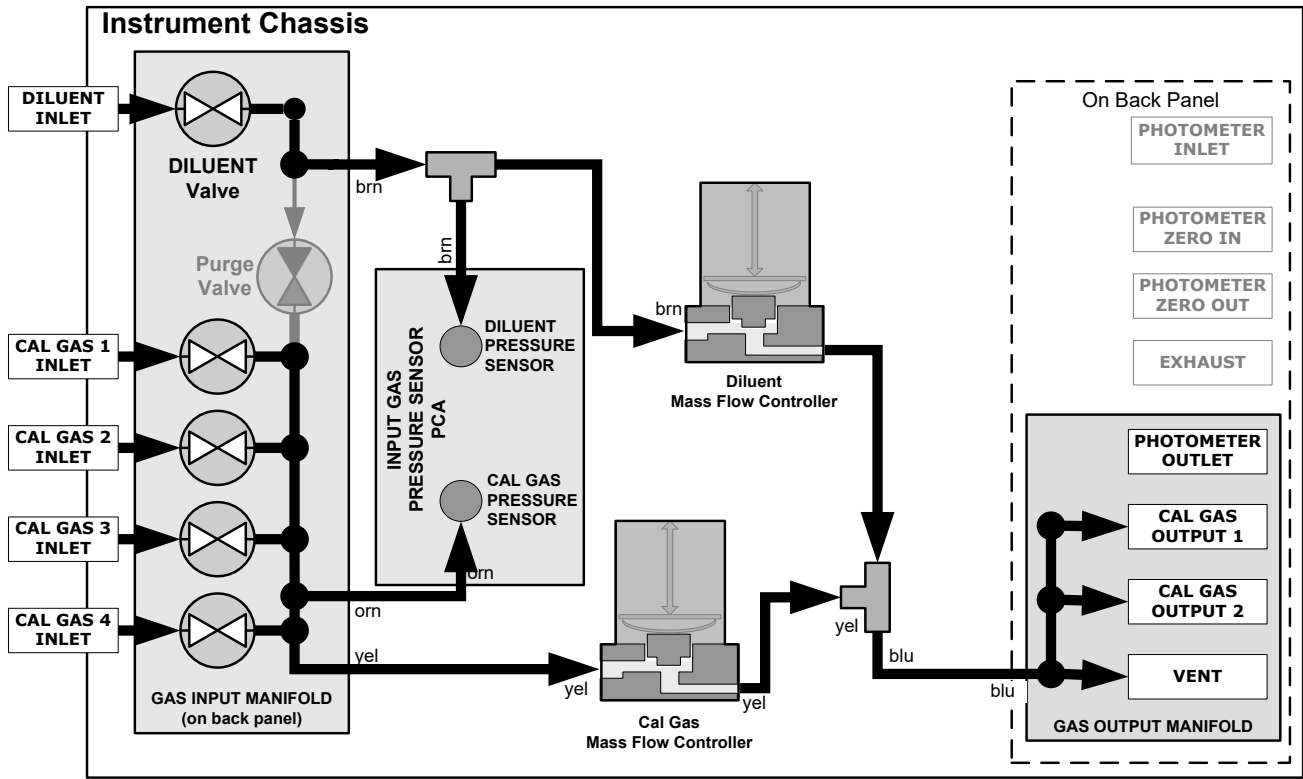 Instrument Chassis
DILUENT
INLET
DILUENT
Valve
Purge
Valve
CAL GAS 1
INLET
CAL GAS 2
INLET
CAL GAS 3
INLET
CAL GAS 4
INLET
GAS INPUT MANIFOLD
(on back panel)
brn
brn
INPUT GAS
PRESSURE SENSOR
PCA
DILUENT
PRESSURE
SENSOR
CAL GAS
PRESSURE
SENSOR
orn
orn
yel
brn
Diluent
Mass Flow Controller
yel
yel
Cal Gas
Mass Flow Controller
yel
blu
blu
On Back Panel
PHOTOMETER
INLET
PHOTOMETER
ZERO IN
PHOTOMETER
ZERO OUT
EXHAUST
PHOTOMETER
OUTLET
CAL GAS
OUTPUT 1
CAL GAS
OUTPUT 2
VENT
GAS OUTPUT MANIFOLD